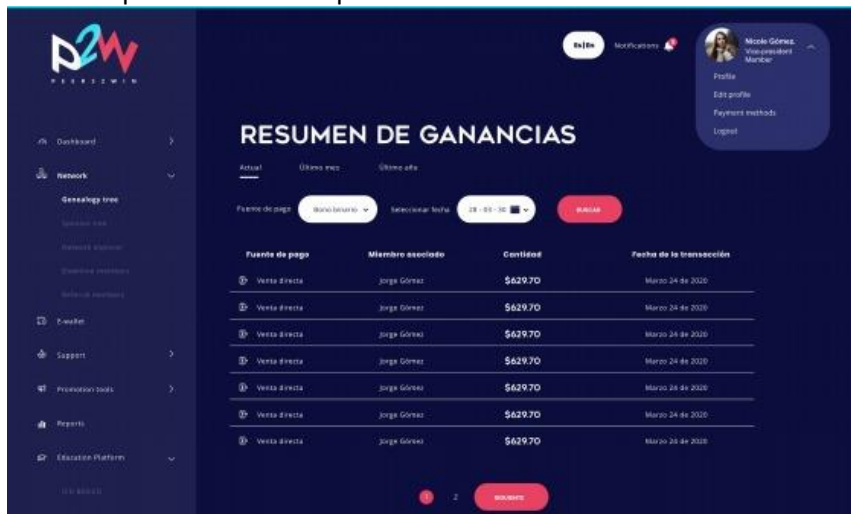 p2w
PEER2WIN
Es|En
Notifications
Nicole Gómez.
Vice-president
Member
Profile
Edit profile
Payment methods
Logout
Dashboard
Network
Genealogy tree
E-wallet
Support
Promotion tools
Reports
Education Platform
RESUMEN DE GANANCIAS
Actual Último mes Último año
Fuente de pago Bono binario Seleccionar fecha 28 - 03 - 20 BUSCAR
Fuente de pago Miembro asociado Cantidad Fecha de la transacción
Venta directa Jorge Gómez $629.70 Marzo 24 de 2020
Venta directa Jorge Gómez $629.70 Marzo 24 de 2020
Venta directa Jorge Gómez $629.70 Marzo 24 de 2020
Venta directa Jorge Gómez $629.70 Marzo 24 de 2020
Venta directa Jorge Gómez $629.70 Marzo 24 de 2020
Venta directa Jorge Gómez $629.70 Marzo 24 de 2020
Venta directa Jorge Gómez $629.70 Marzo 24 de 2020
1 2 SIGUIENTE